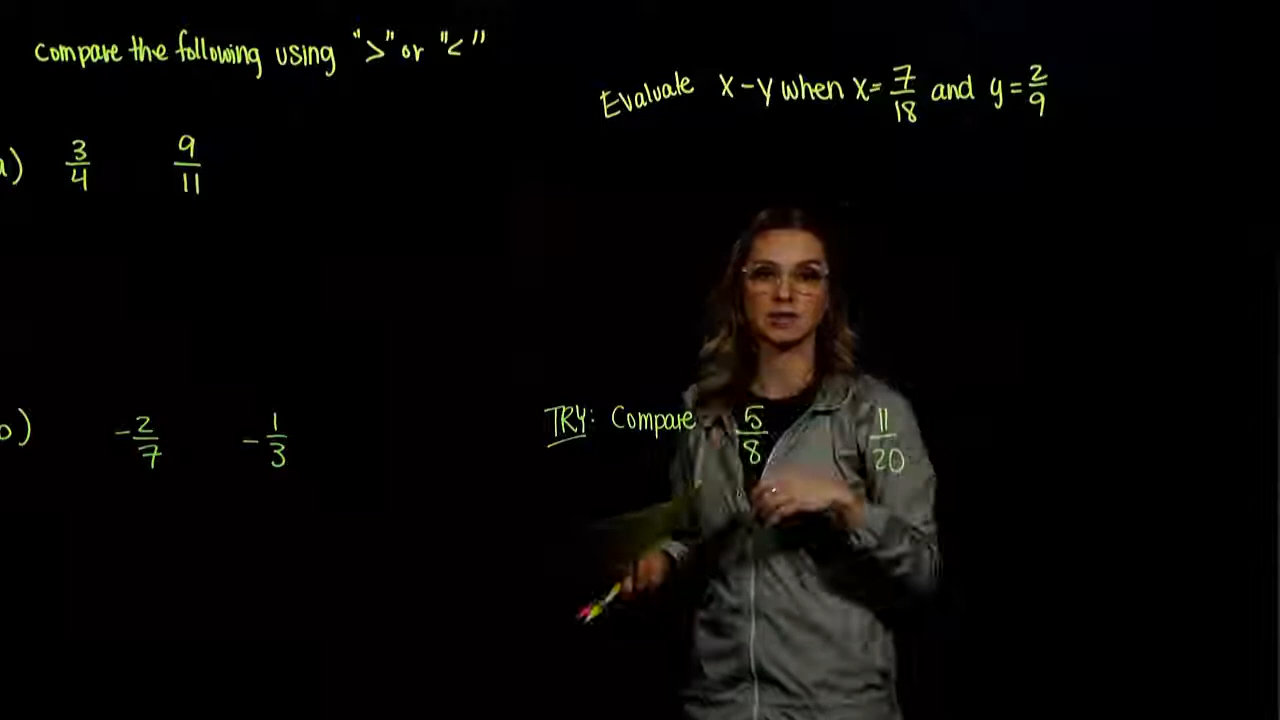 Compare the following using ">" or "<"
a) 3/4 9/11
b) -2/7 -1/3
Evaluate x-y when x= 7/18 and y= 2/9
TRY: Compare 5/8 11/20